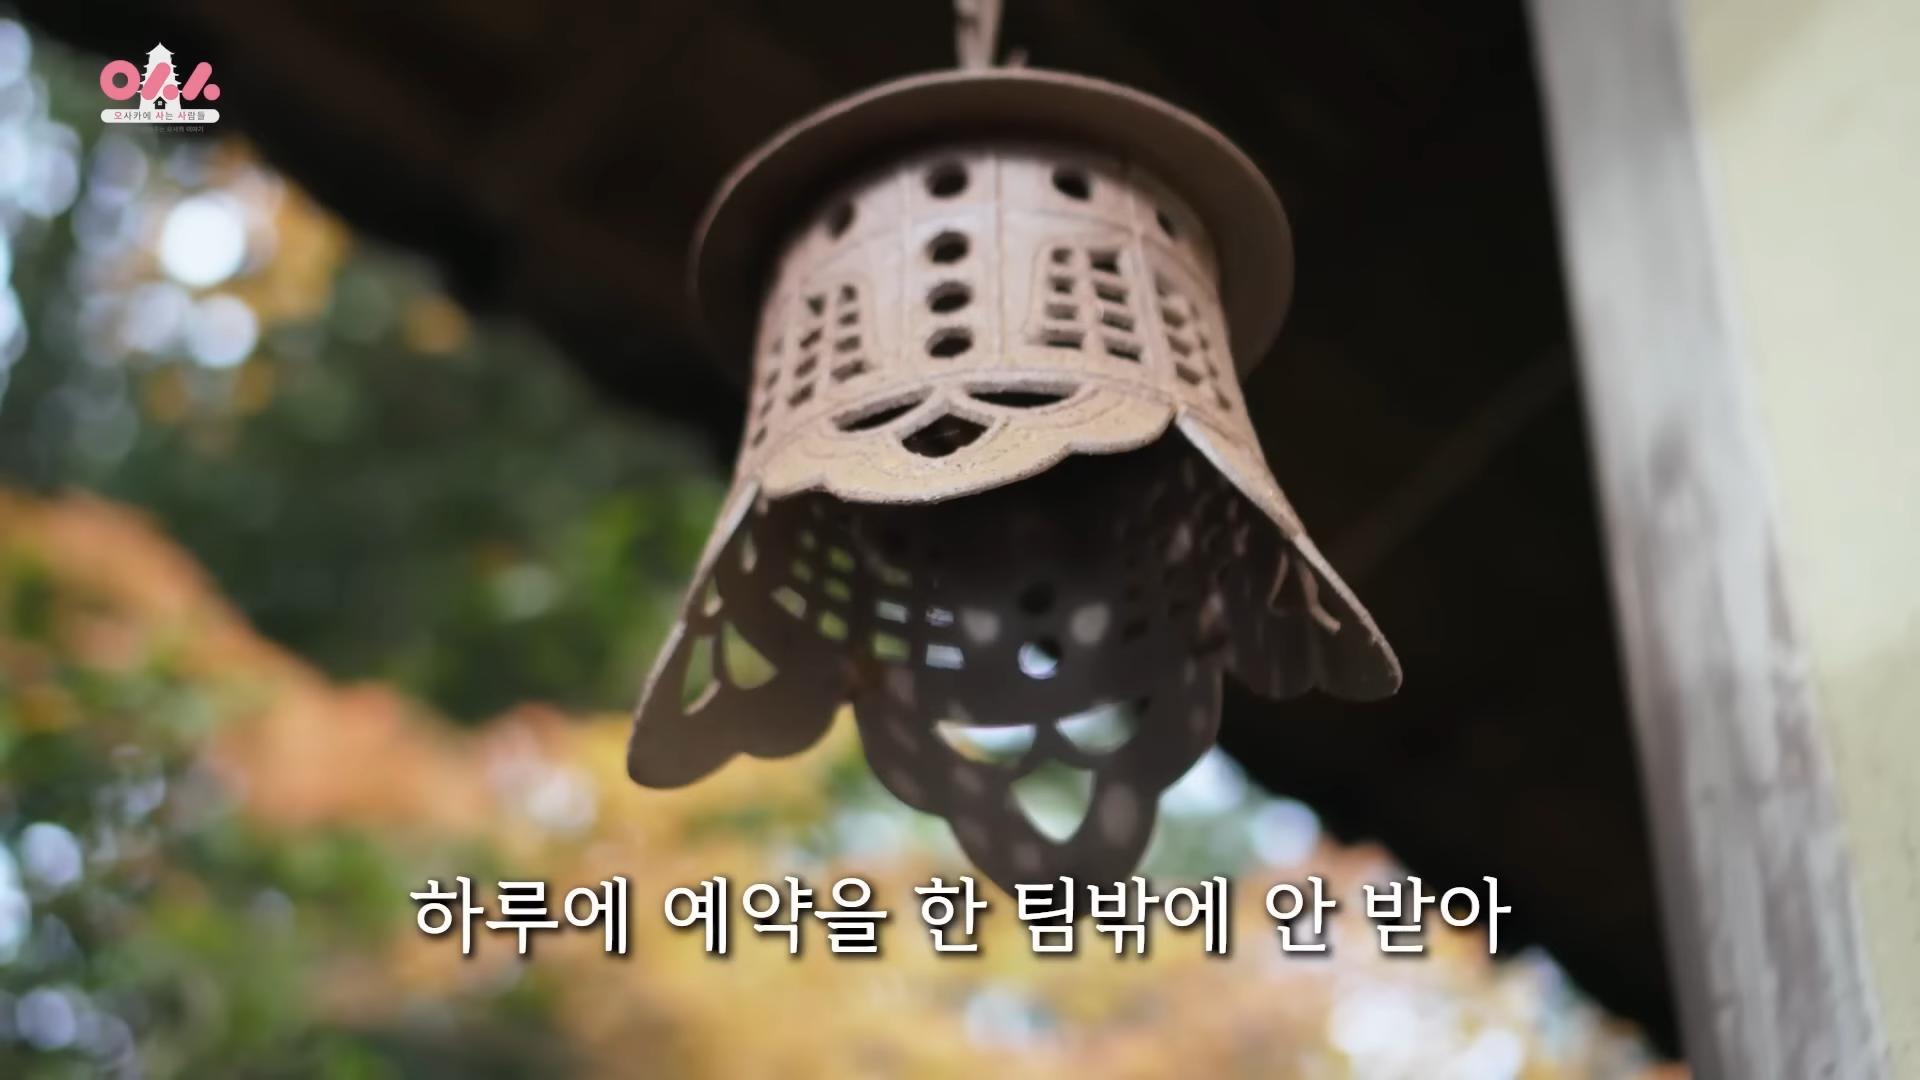 오사사
오사카에 사는 사람들
하루에 예약을 한 팀밖에 안 받아